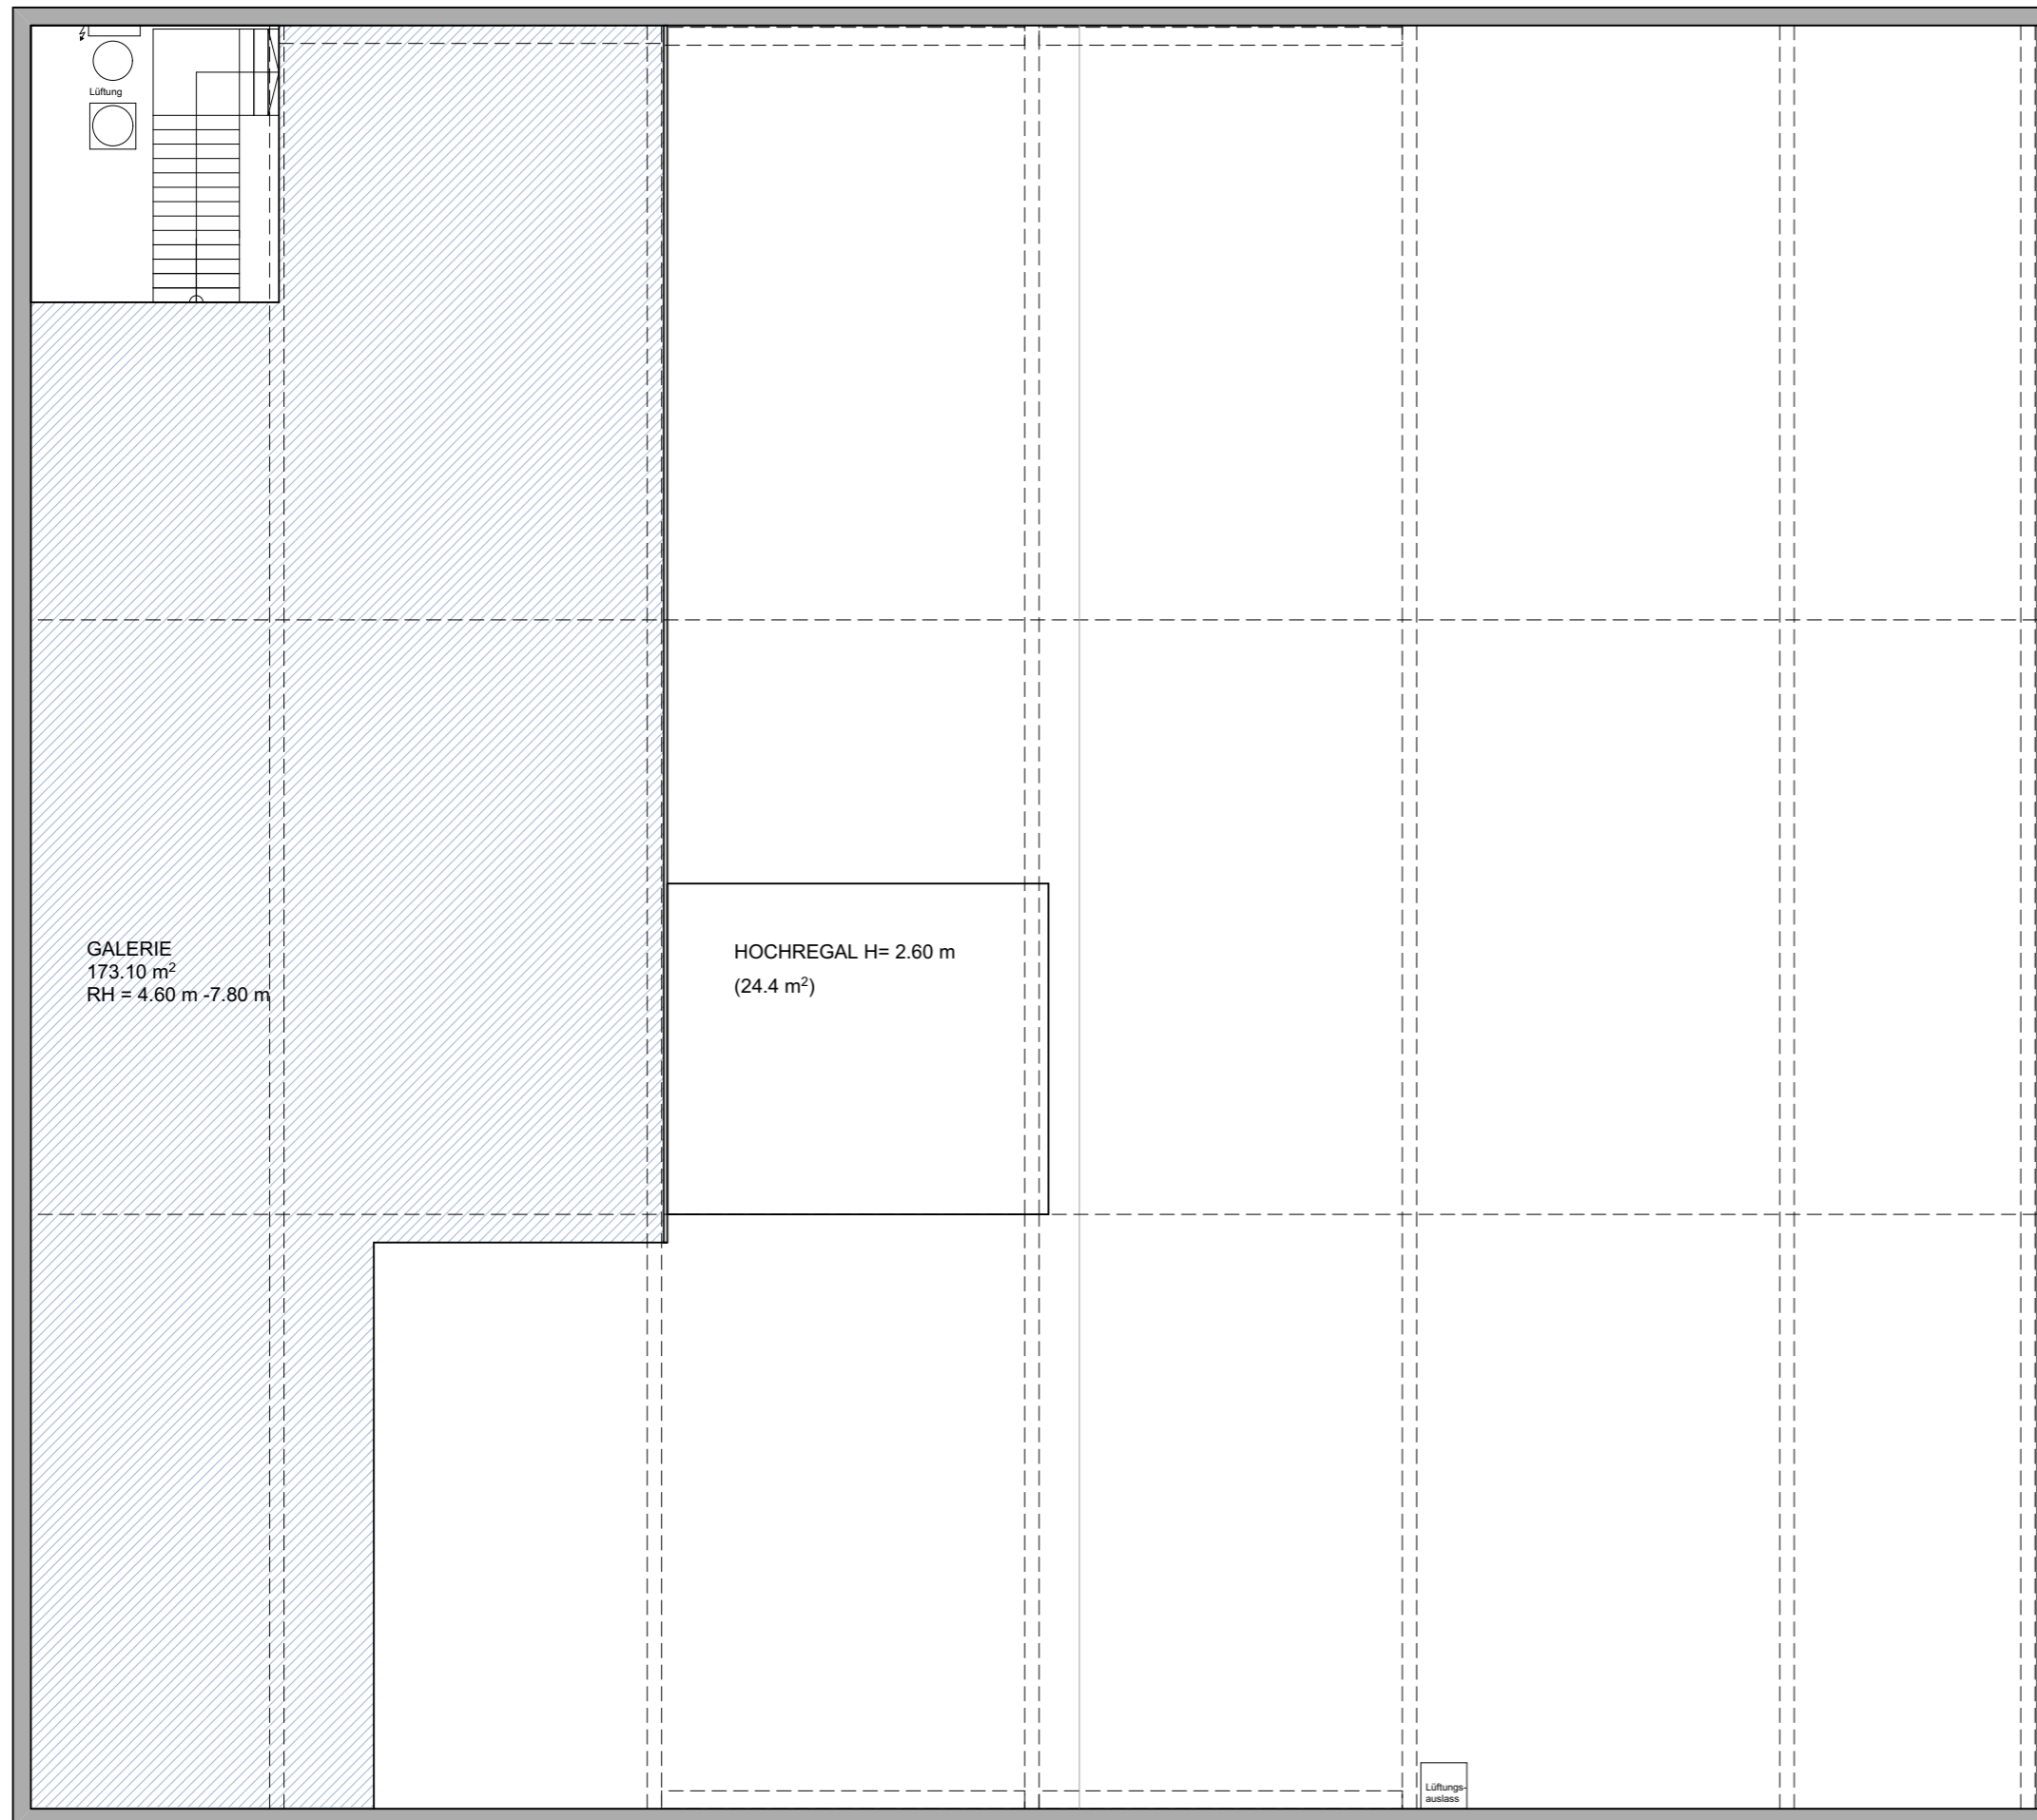 Lüftung
GALERIE
173.10 m²
RH = 4.60 m -7.80 m
HOCHREGAL H= 2.60 m
(24.4 m²)
Lüftungs-
auslass